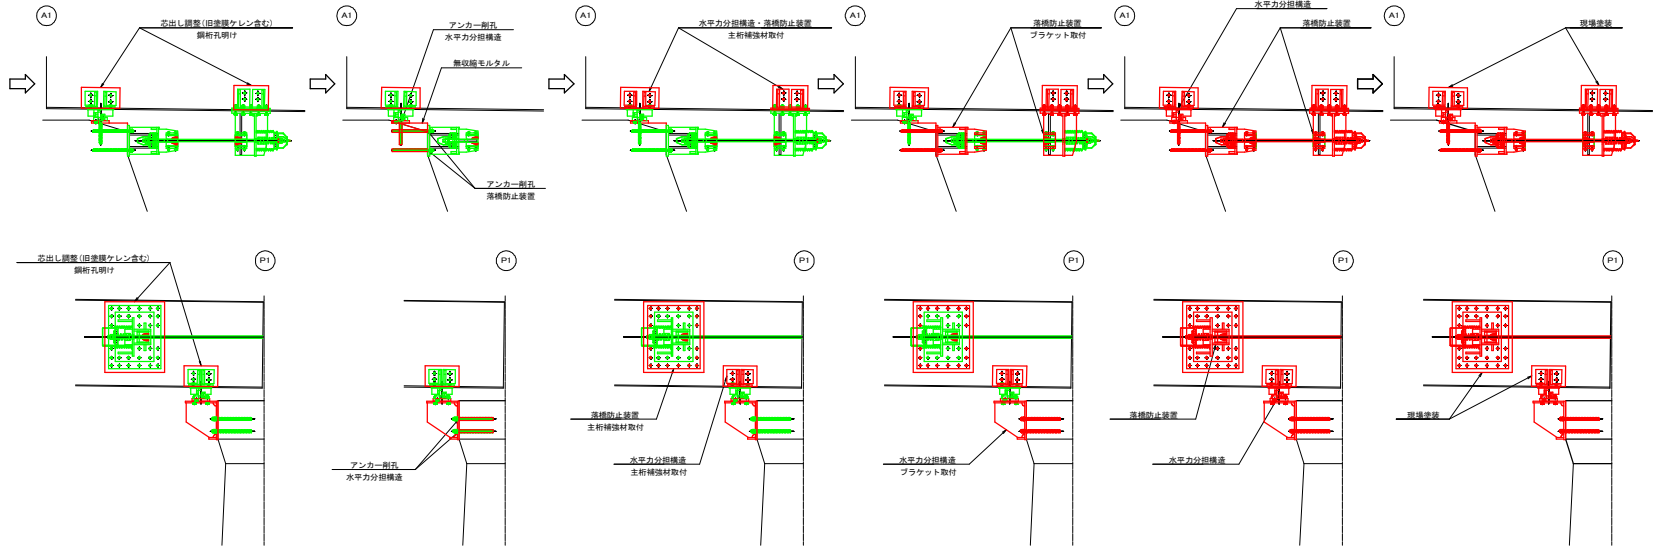 A1
芯出し調整(旧塗膜ケレン含む)
鋼桁孔明け
A1
アンカー削孔
水平力分担構造
無収縮モルタル
アンカー削孔
落橋防止装置
A1
水平力分担構造・落橋防止装置
主桁補強材取付
A1
落橋防止装置
ブラケット取付
A1
水平力分担構造
落橋防止装置
A1
現場塗装
P1
芯出し調整(旧塗膜ケレン含む)
鋼桁孔明け
P1
アンカー削孔
水平力分担構造
P1
落橋防止装置
主桁補強材取付
水平力分担構造
主桁補強材取付
P1
水平力分担構造
ブラケット取付
P1
落橋防止装置
水平力分担構造
P1
現場塗装